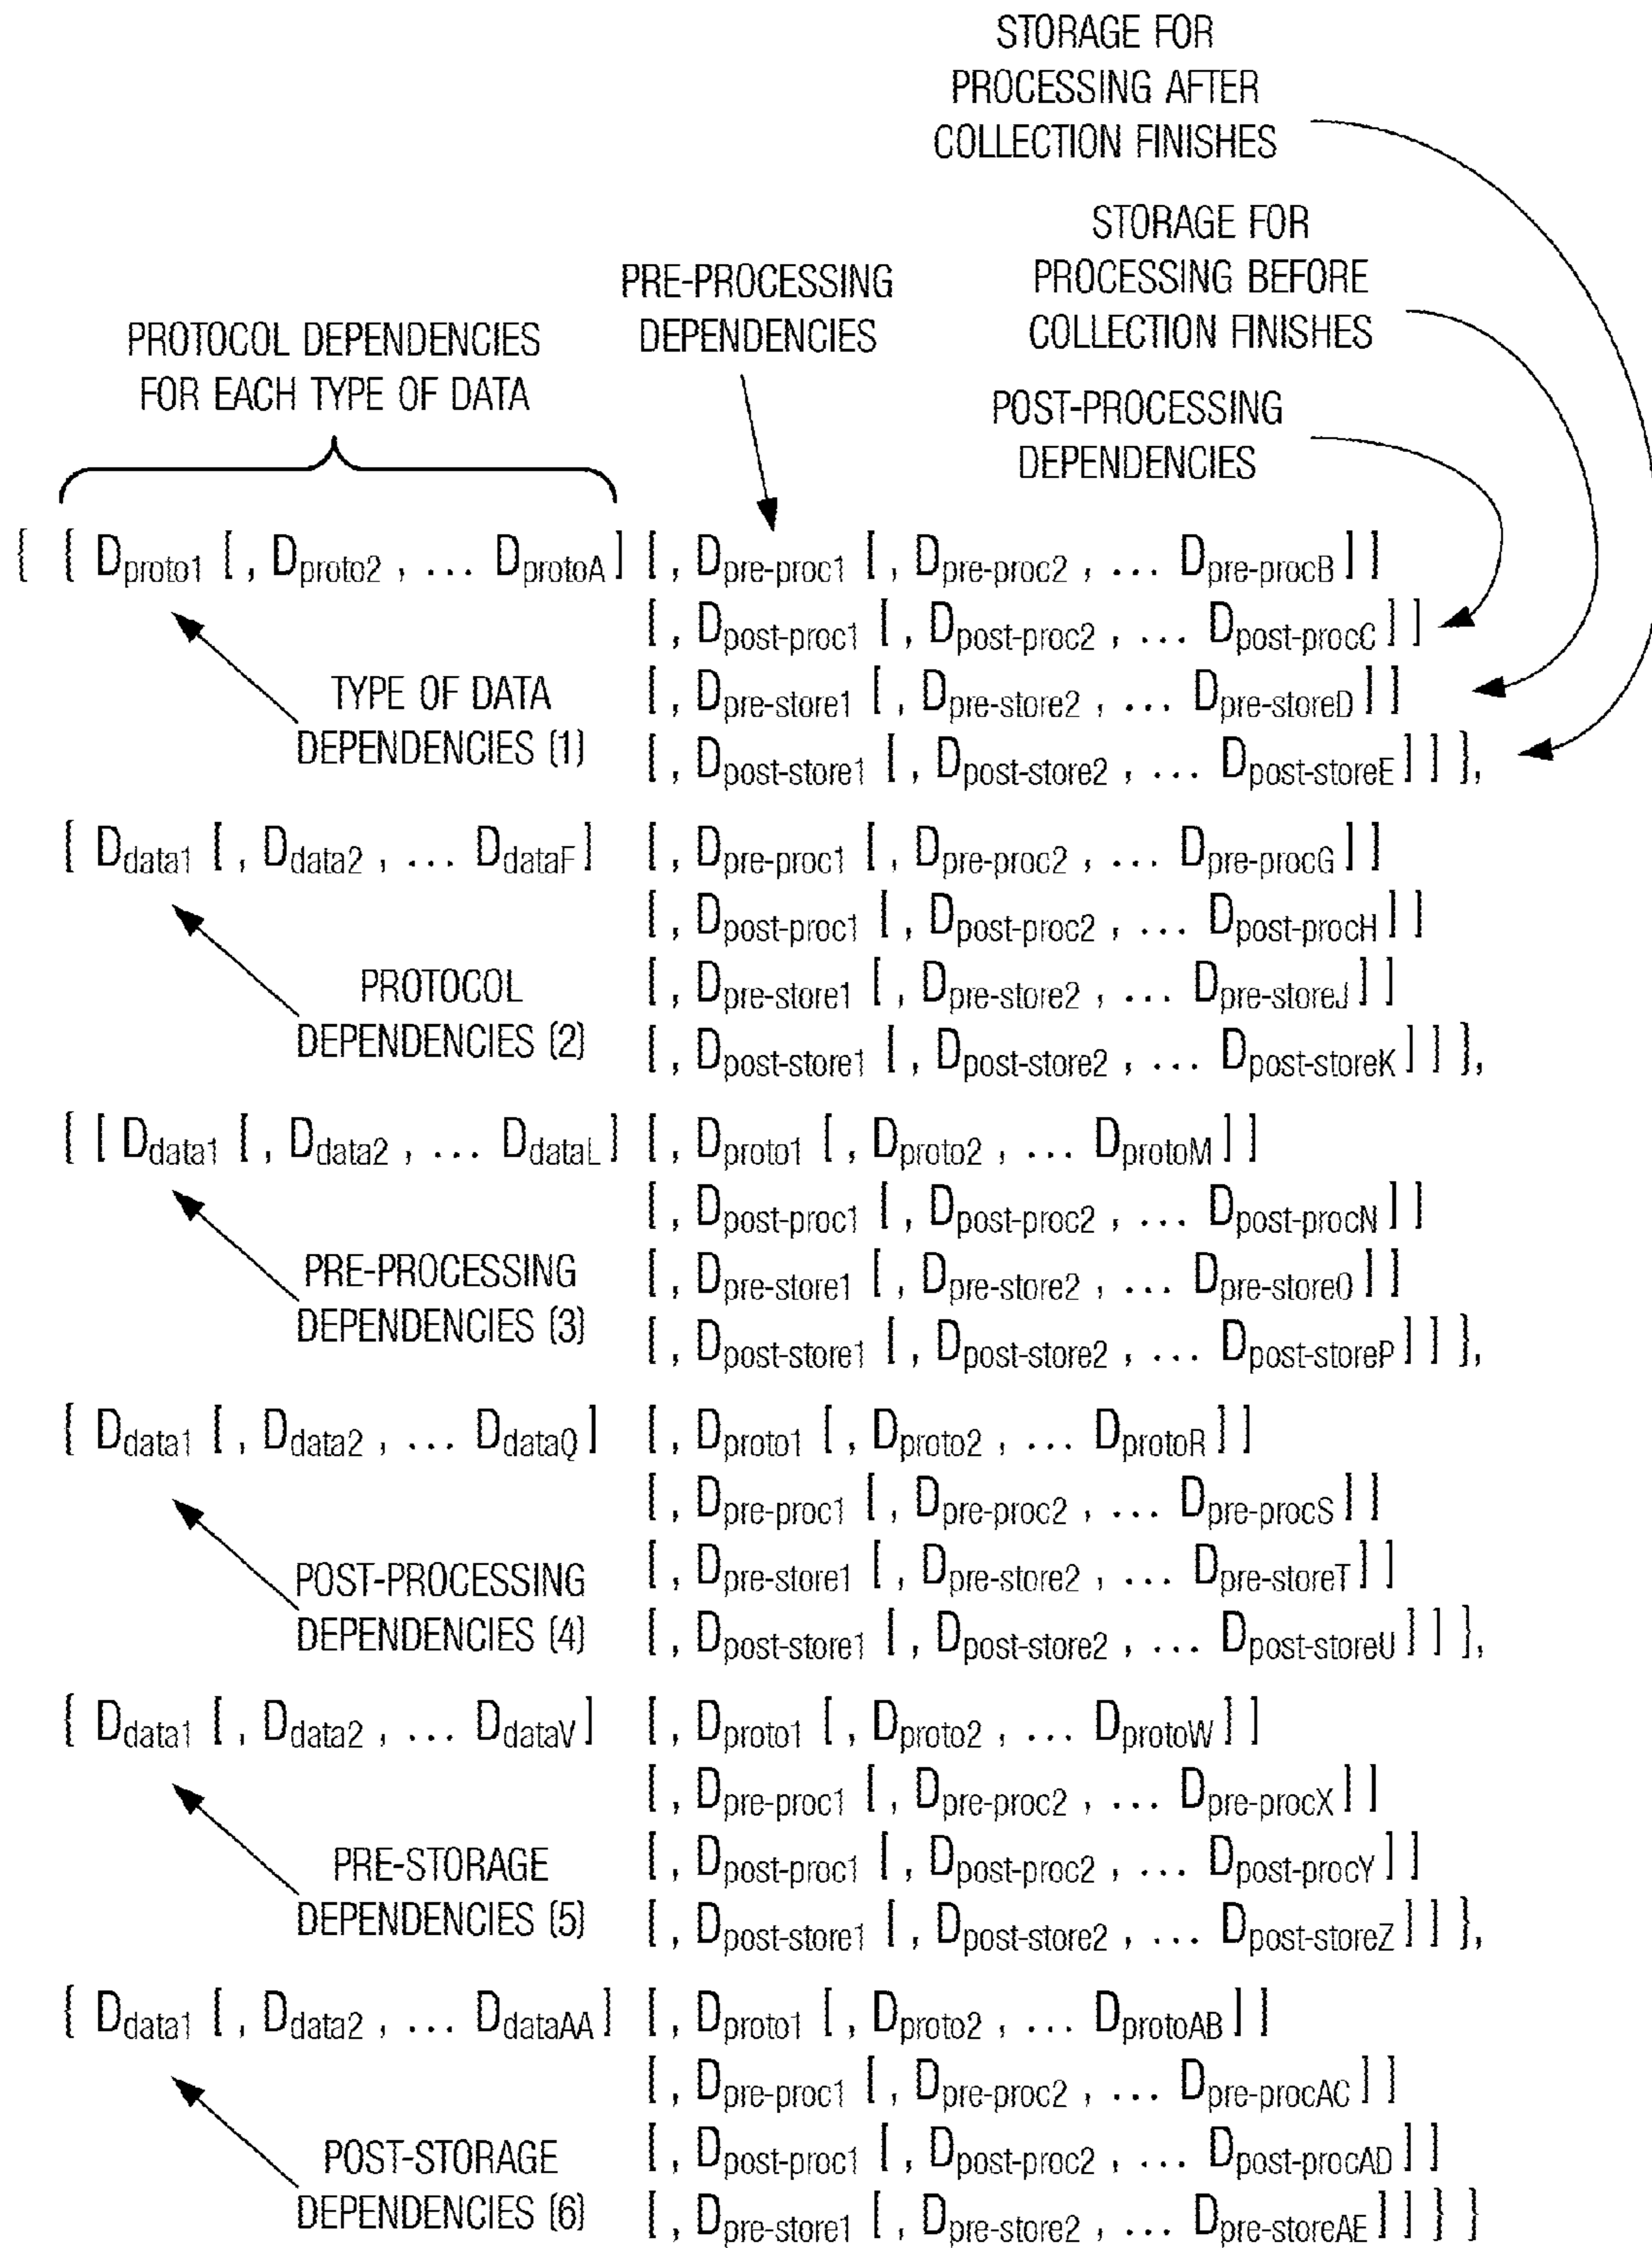 STORAGE FOR
PROCESSING AFTER
COLLECTION FINISHES
STORAGE FOR
PROCESSING BEFORE
COLLECTION FINISHES
PRE-PROCESSING
DEPENDENCIES
PROTOCOL DEPENDENCIES
FOR EACH TYPE OF DATA
POST-PROCESSING
DEPENDENCIES
{ { Dproto1 [, Dproto2, ... DprotoA] [, Dpre-proc1 [, Dpre-proc2, ... Dpre-procB]]
[, Dpost-proc1 [, Dpost-proc2, ... Dpost-procC]]
TYPE OF DATA
DEPENDENCIES (1)
[, Dpre-store1 [, Dpre-store2, ... Dpre-storeD]]
[, Dpost-store1 [, Dpost-store2, ... Dpost-storeE]] },
{ Ddata1 [, Ddata2, ... DdataF] [, Dpre-proc1 [, Dpre-proc2, ... Dpre-procG]]
[, Dpost-proc1 [, Dpost-proc2, ... Dpost-procH]]
PROTOCOL
DEPENDENCIES (2)
[, Dpre-store1 [, Dpre-store2, ... Dpre-storeJ]]
[, Dpost-store1 [, Dpost-store2, ... Dpost-storeK]] },
{ [ Ddata1 [, Ddata2, ... DdataL] [, Dproto1 [, Dproto2, ... DprotoM]]
[, Dpost-proc1 [, Dpost-proc2, ... Dpost-procN]]
PRE-PROCESSING
DEPENDENCIES (3)
[, Dpre-store1 [, Dpre-store2, ... Dpre-storeO]]
[, Dpost-store1 [, Dpost-store2, ... Dpost-storeP]] },
{ Ddata1 [, Ddata2, ... DdataQ] [, Dproto1 [, Dproto2, ... DprotoR]]
[, Dpre-proc1 [, Dpre-proc2, ... Dpre-procS]]
POST-PROCESSING
DEPENDENCIES (4)
[, Dpre-store1 [, Dpre-store2, ... Dpre-storeT]]
[, Dpost-store1 [, Dpost-store2, ... Dpost-storeU]] },
{ Ddata1 [, Ddata2, ... DdataV] [, Dproto1 [, Dproto2, ... DprotoW]]
[, Dpre-proc1 [, Dpre-proc2, ... Dpre-procX]]
PRE-STORAGE
DEPENDENCIES (5)
[, Dpost-proc1 [, Dpost-proc2, ... Dpost-procY]]
[, Dpost-store1 [, Dpost-store2, ... Dpost-storeZ]] },
{ Ddata1 [, Ddata2, ... DdataAA] [, Dproto1 [, Dproto2, ... DprotoAB]]
[, Dpre-proc1 [, Dpre-proc2, ... Dpre-procAC]]
POST-STORAGE
DEPENDENCIES (6)
[, Dpost-proc1 [, Dpost-proc2, ... Dpost-procAD]]
[, Dpre-store1 [, Dpre-store2, ... Dpre-storeAE]] } }